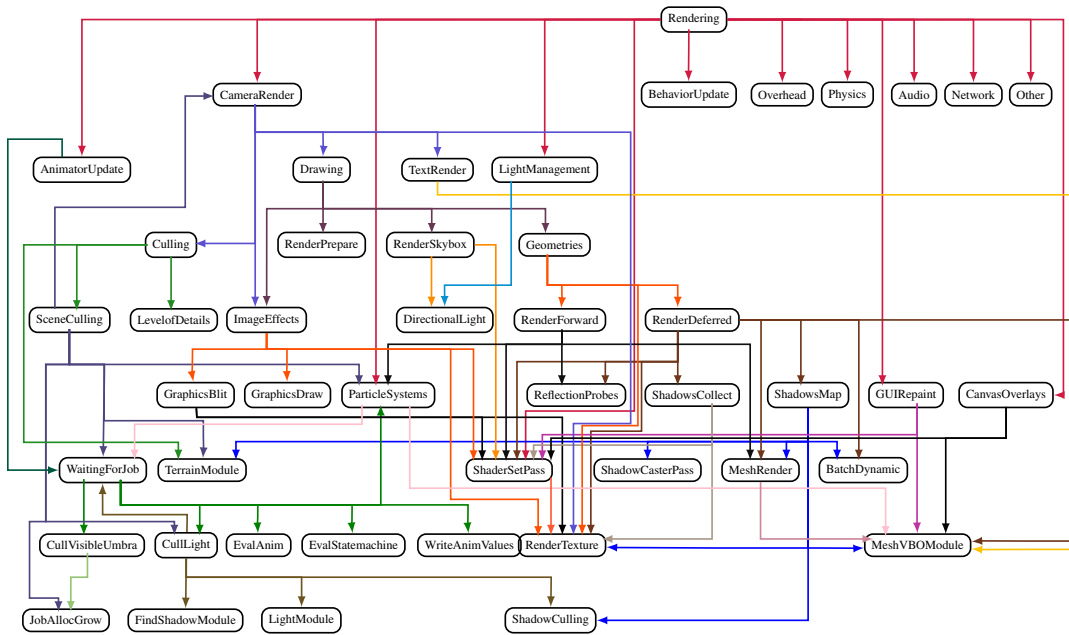 Rendering
CameraRender
BehaviorUpdate
Overhead
Physics
Audio
Network
Other
AnimatorUpdate
Drawing
TextRender
LightManagement
Culling
RenderPrepare
RenderSkybox
Geometries
SceneCulling
LevelofDetails
ImageEffects
DirectionalLight
RenderForward
RenderDeferred
GraphicsBlit
GraphicsDraw
ParticleSystems
ReflectionProbes
ShadowsCollect
ShadowsMap
GUIRepaint
CanvasOverlays
WaitingForJob
TerrainModule
ShaderSetPass
ShadowCasterPass
MeshRender
BatchDynamic
CullVisibleUmbra
CullLight
EvalAnim
EvalStatemachine
WriteAnimValues
RenderTexture
MeshVBOModule
JobAllocGrow
FindShadowModule
LightModule
ShadowCulling